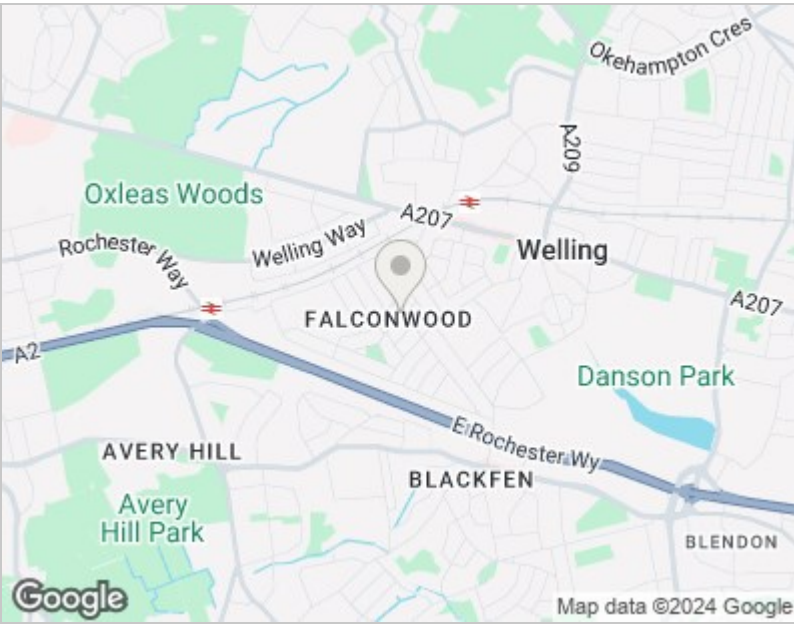 Okehampton Cres
A209
Oxleas Woods
A207
Rochester Way
Welling Way
Welling
A207
FALCONWOOD
A2
Danson Park
E Rochester Wy
AVERY HILL
BLACKFEN
Avery
Hill Park
BLENDON
Google
Map data ©2024 Google